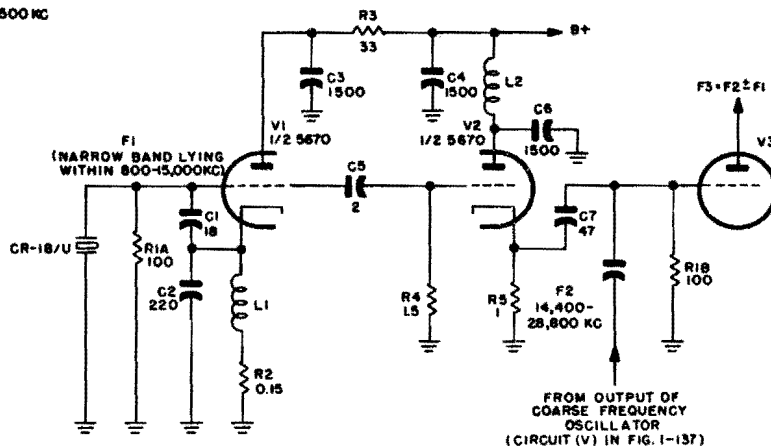 500 KC
R3
33
B+
C3
1500
C4
1500
L2
F1
(NARROW BAND LYING
WITHIN 800-15,000KC)
V1
1/2 5670
V2
1/2 5670
C6
1500
F3=F2±F1
V3
C5
2
CR-18/U
R1A
100
C1
18
C2
220
L1
R2
0.15
R4
1.5
R5
1
C7
47
F2
14,400-
28,800 KC
R1B
100
FROM OUTPUT OF
COARSE FREQUENCY
OSCILLATOR
(CIRCUIT (V) IN FIG. 1-137)